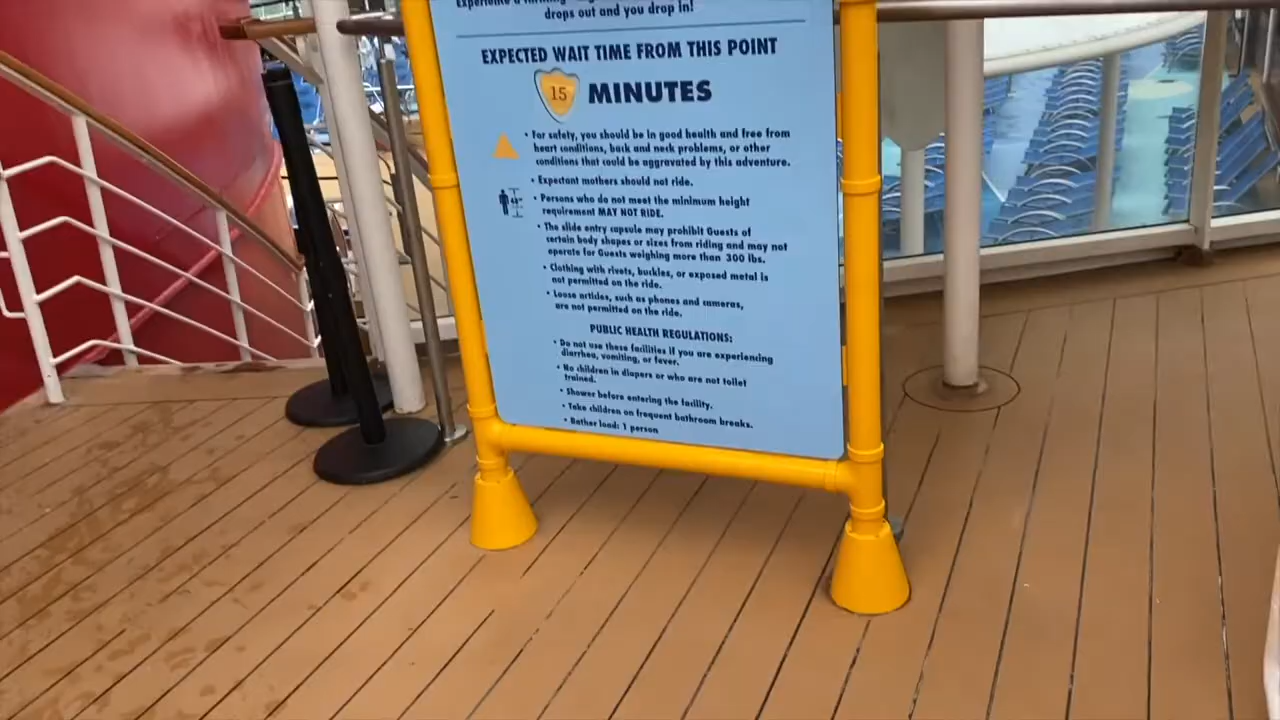 drops out and you drop in!
EXPECTED WAIT TIME FROM THIS POINT
15 MINUTES
• For safety, you should be in good health and free from
heart conditions, back and neck problems, or other
conditions that could be aggravated by this adventure.
• Expectant mothers should not ride.
• Persons who do not meet the minimum height
requirement MAY NOT RIDE.
• The slide entry capsule may prohibit Guests of
certain body shapes or sizes from riding and may not
operate for Guests weighing more than 300 lbs.
• Clothing with rivets, buckles, or exposed metal is
not permitted on the ride.
• Loose articles, such as phones and cameras,
are not permitted on the ride.
PUBLIC HEALTH REGULATIONS:
• Do not use these facilities if you are experiencing
diarrhea, vomiting, or fever.
• No children in diapers or who are not toilet
trained.
• Shower before entering the facility.
• Take children on frequent bathroom breaks.
• Bather load: 1 person